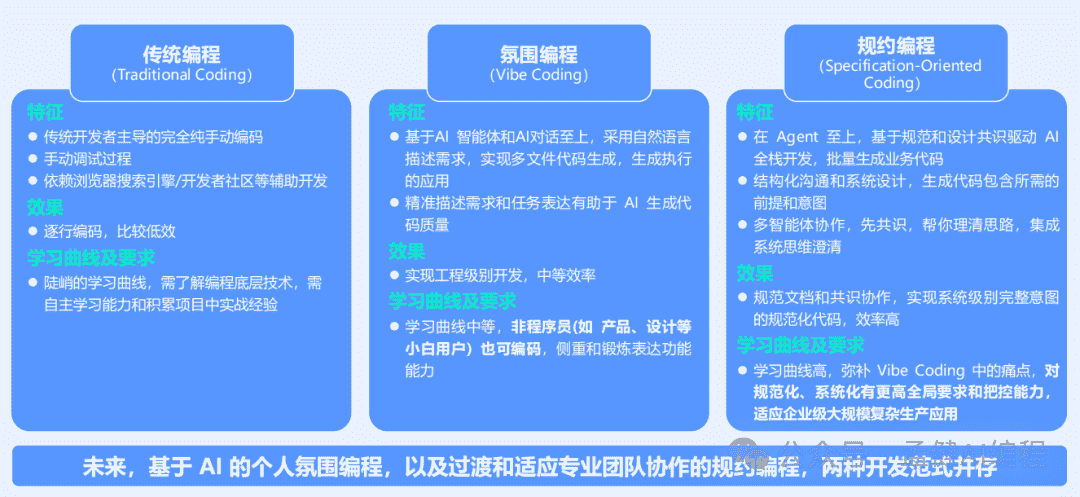 传统编程
（Traditional Coding）
特征
传统开发者主导的完全纯手动编码
手动调试过程
依赖浏览器搜索引擎/开发者社区等辅助开发
效果
逐行编码，比较低效
学习曲线及要求
陡峭的学习曲线，需了解编程底层技术，需
自主学习能力和积累项目中实战经验
氛围编程
（Vibe Coding）
特征
基于AI 智能体和AI对话至上，采用自然语言
描述需求，实现多文件代码生成，生成执行
的应用
精准描述需求和任务表达有助于 AI 生成代
码质量
效果
实现工程级别开发，中等效率
学习曲线及要求
学习曲线中等，非程序员(如 产品、设计等
小白用户）也可编码，侧重和锻炼表达功能
能力
规约编程
（Specification-Oriented
Coding）
特征
在 Agent 至上，基于规范和设计共识驱动 AI
全栈开发，批量生成业务代码
结构化沟通和系统设计，生成代码包含所需的
前提和意图
多智能体协作，先共识，帮你理清思路，集成
系统思维澄清
效果
规范文档和共识协作，实现系统级别完整意图
的规范化代码，效率高
学习曲线及要求
学习曲线高，弥补 Vibe Coding 中的痛点，对
规范化、系统化有更高全局要求和把控能力，
适应企业级大规模复杂生产应用
未来，基于 AI 的个人氛围编程，以及过渡和适应专业团队协作的规约编程，两种开发范式并存